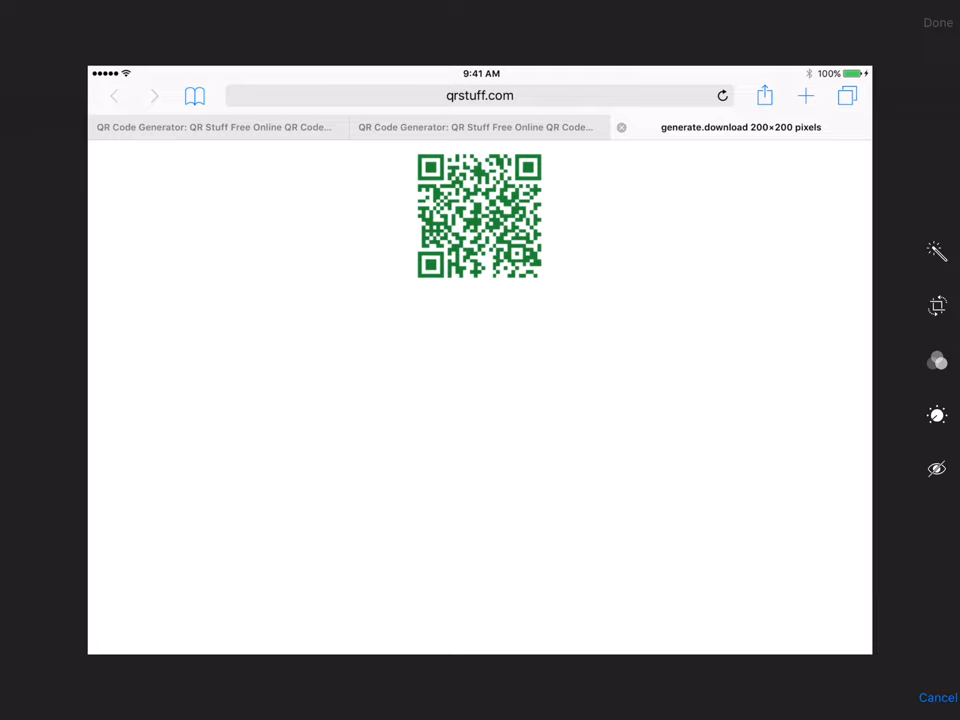 Done
9:41 AM
100%
qrstuff.com
QR Code Generator: QR Stuff Free Online QR Code...
QR Code Generator: QR Stuff Free Online QR Code...
generate.download 200×200 pixels
Cancel